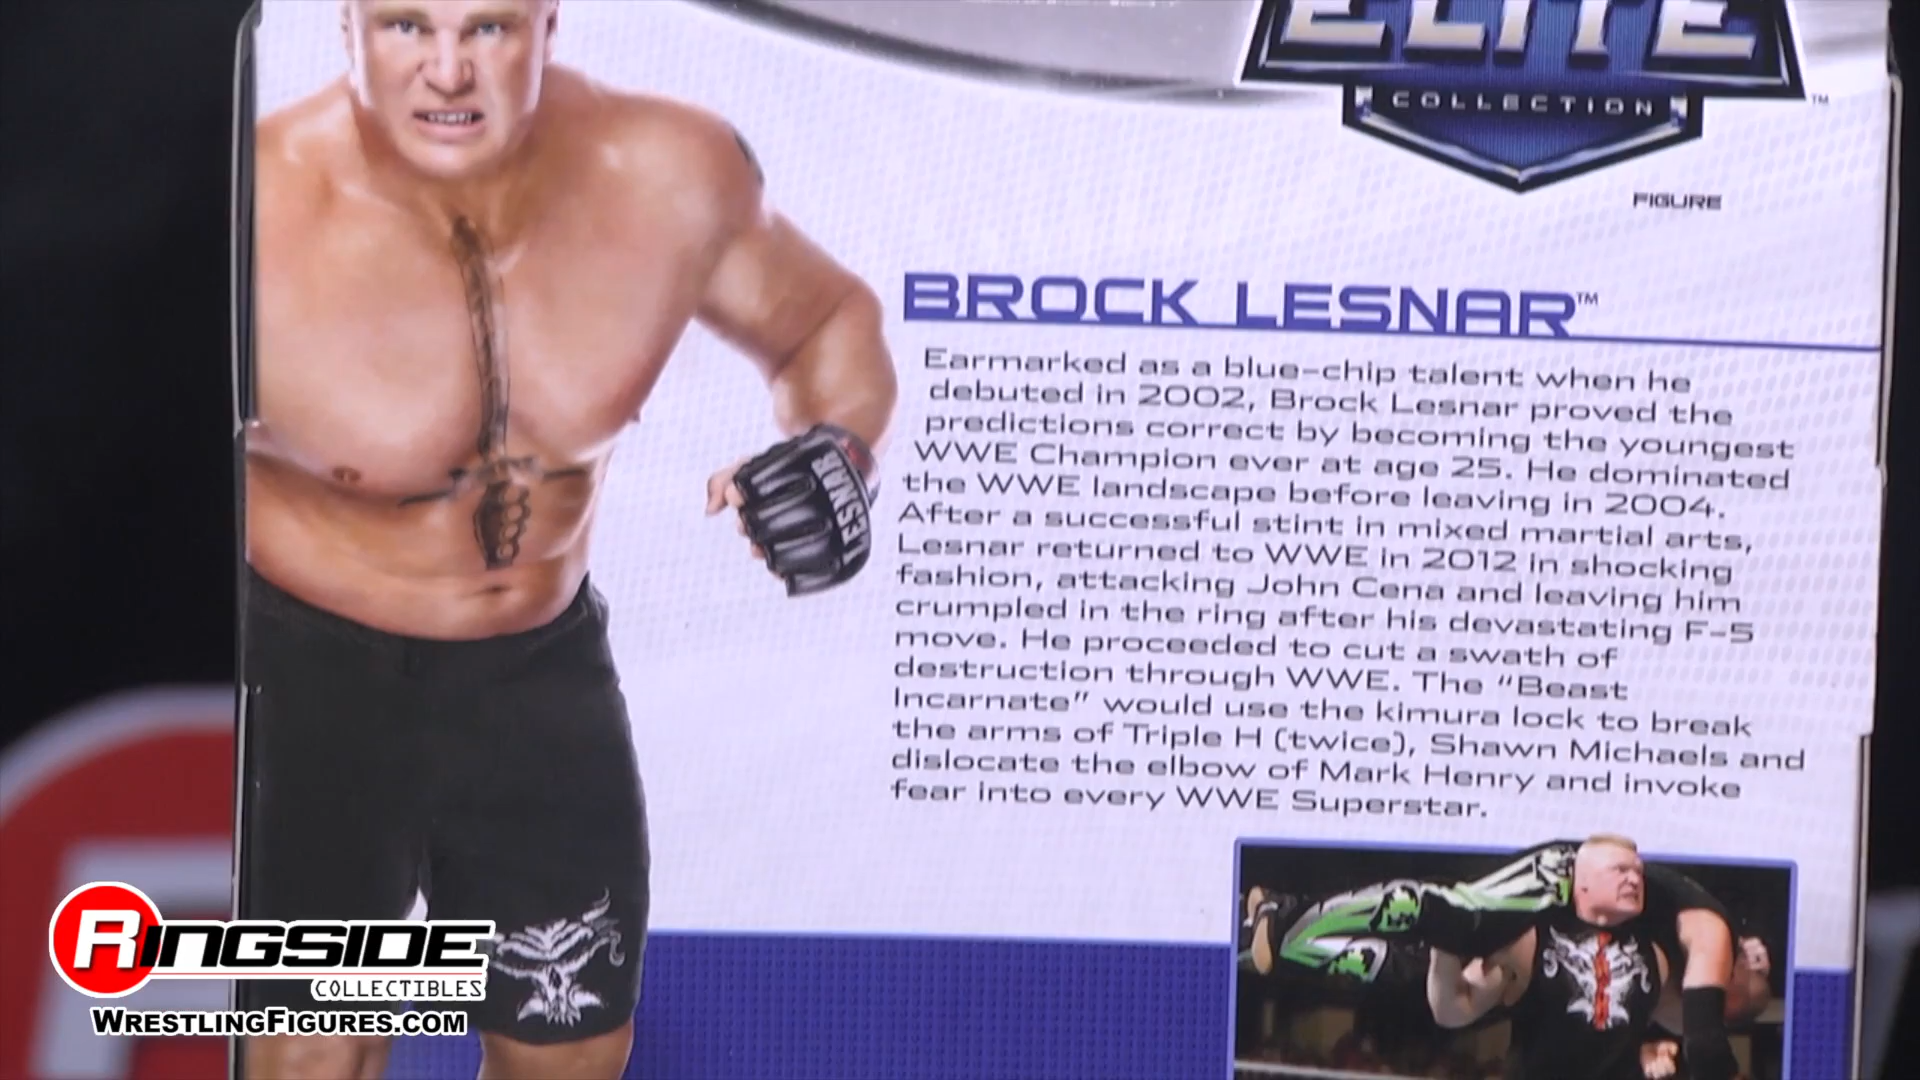 ELITE
COLLECTION
™
FIGURE
BROCK LESNAR™
Earmarked as a blue-chip talent when he
debuted in 2002, Brock Lesnar proved the
predictions correct by becoming the youngest
WWE Champion ever at age 25. He dominated
the WWE landscape before leaving in 2004.
After a successful stint in mixed martial arts,
Lesnar returned to WWE in 2012 in shocking
fashion, attacking John Cena and leaving him
crumpled in the ring after his devastating F-5
move. He proceeded to cut a swath of
destruction through WWE. The “Beast
Incarnate” would use the kimura lock to break
the arms of Triple H (twice), Shawn Michaels and
dislocate the elbow of Mark Henry and invoke
fear into every WWE Superstar.
LESNAR
RINGSIDE
COLLECTIBLES
WRESTLINGFIGURES.COM